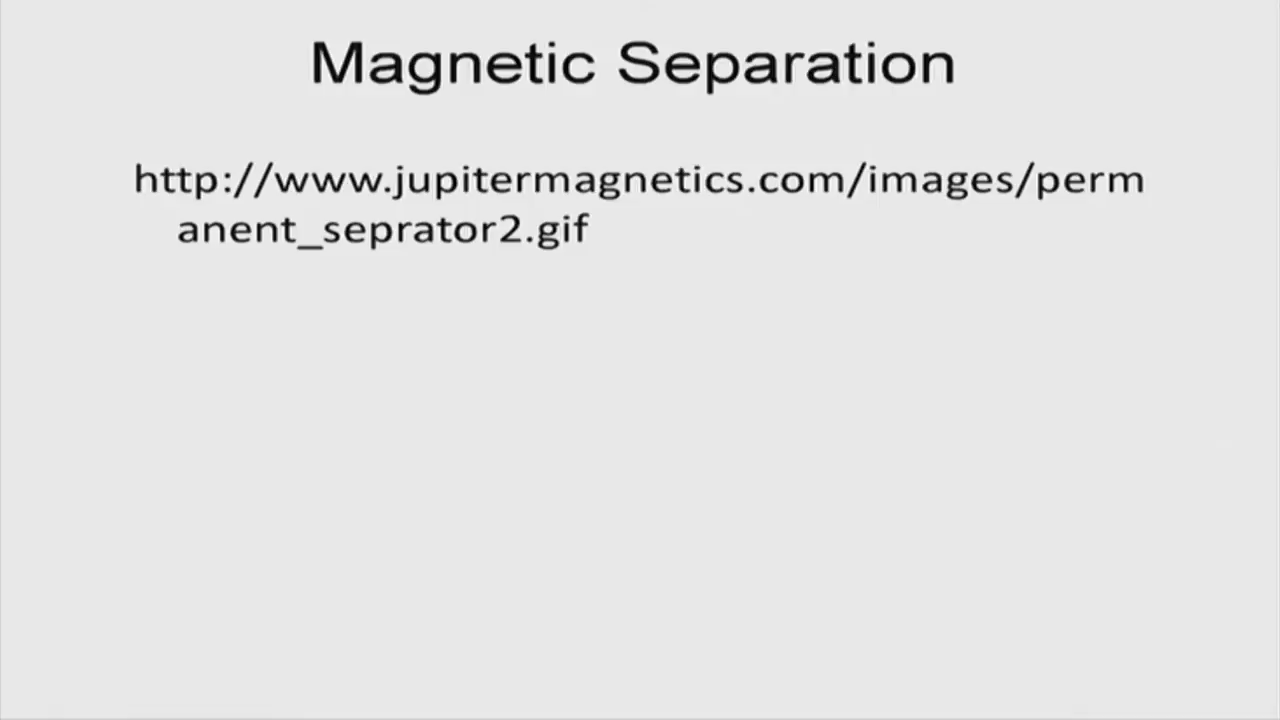 Magnetic Separation
http://www.jupitermagnetics.com/images/perm
anent_seprator2.gif